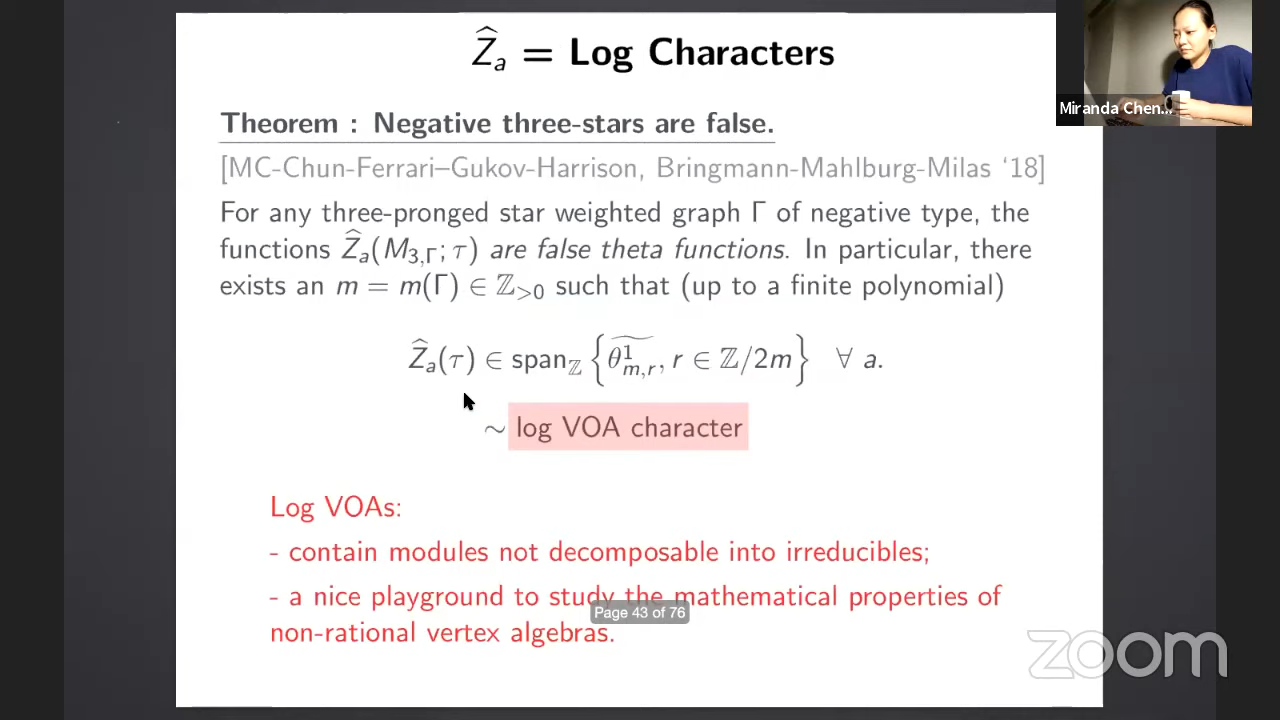 Ẑₐ = Log Characters
Theorem : Negative three-stars are false.
[MC-Chun-Ferrari–Gukov-Harrison, Bringmann-Mahlburg-Milas ‘18]
For any three-pronged star weighted graph Γ of negative type, the
functions Ẑₐ(M₃,Γ; τ) are false theta functions. In particular, there
exists an m = m(Γ) ∈ ℤ>0 such that (up to a finite polynomial)
Ẑₐ(τ) ∈ span_ℤ { \widetilde{θ^1_{m,r}}, r ∈ ℤ/2m } ∀ a.
∼ log VOA character
Log VOAs:
- contain modules not decomposable into irreducibles;
- a nice playground to study the mathematical properties of
non-rational vertex algebras.
Page 43 of 76
Miranda Chen...
zoom